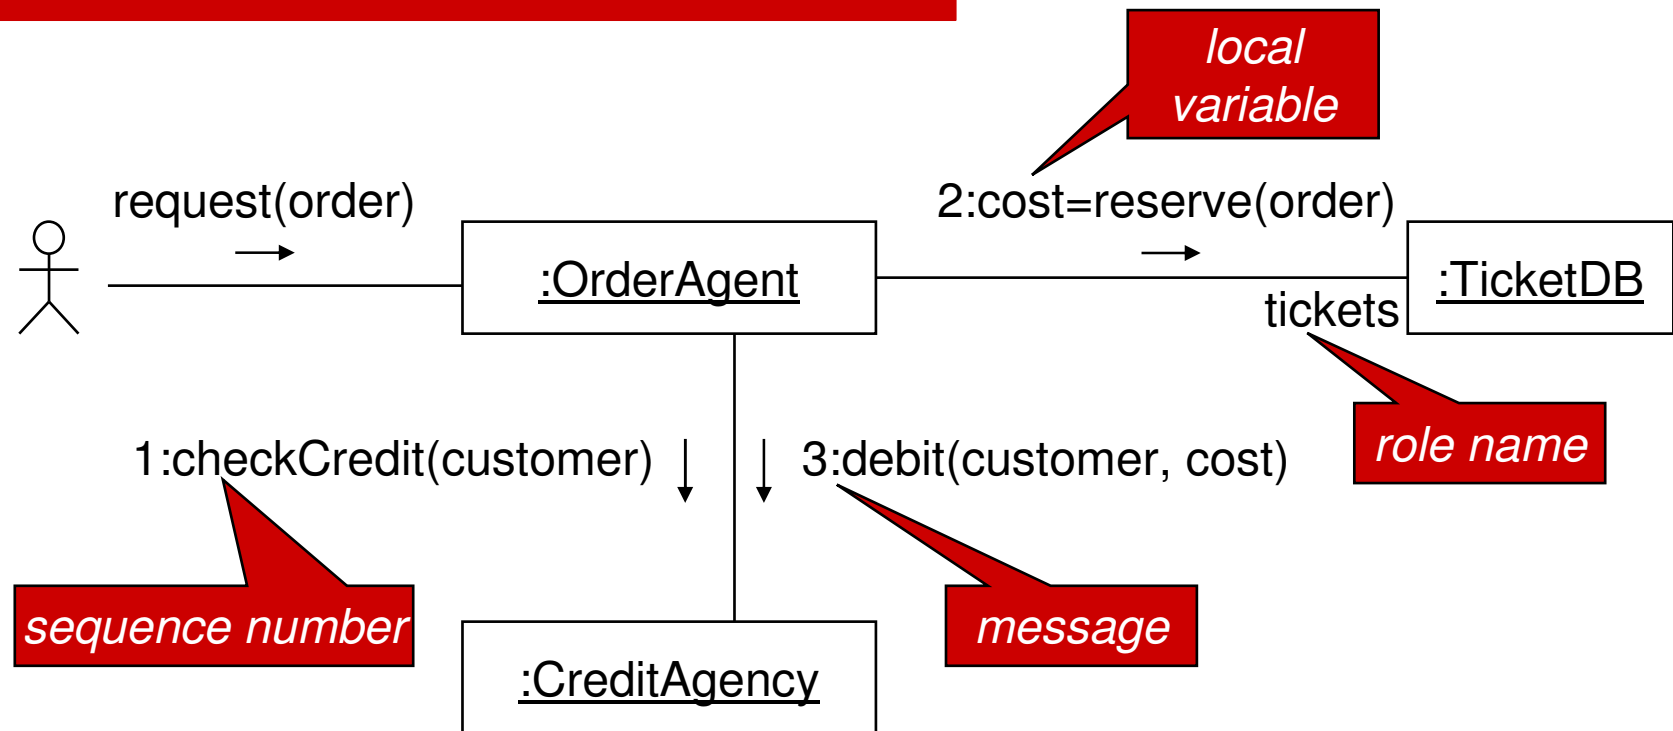 local
variable
request(order)
2:cost=reserve(order)
:OrderAgent
:TicketDB
tickets
role name
1:checkCredit(customer)
3:debit(customer, cost)
sequence number
message
:CreditAgency